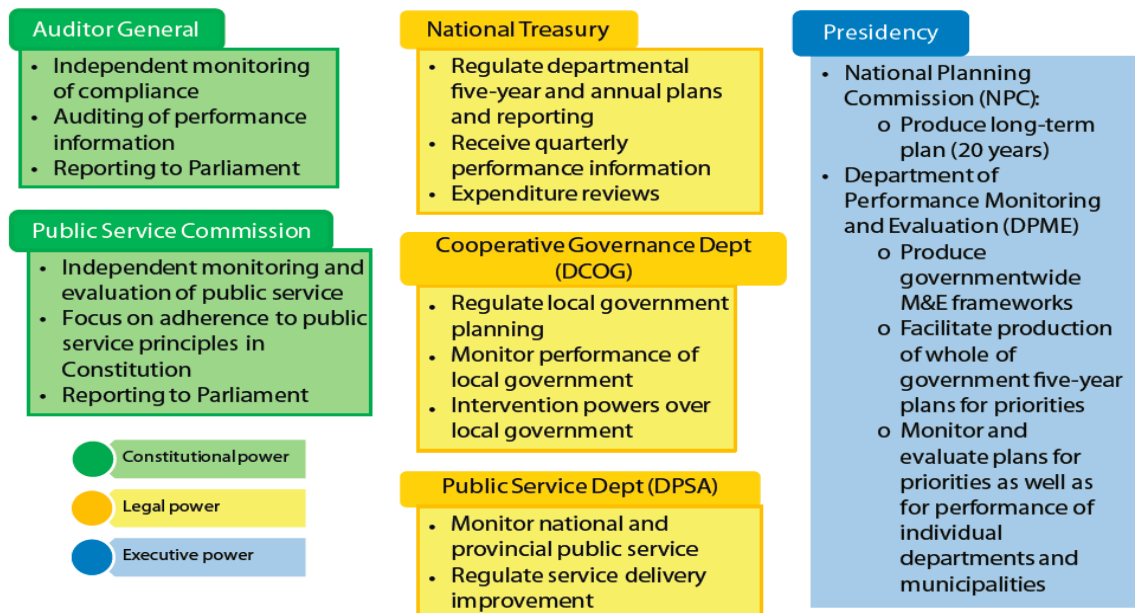 Auditor General
• Independent monitoring
of compliance
• Auditing of performance
information
• Reporting to Parliament
Public Service Commission
• Independent monitoring and
evaluation of public service
• Focus on adherence to public
service principles in
Constitution
• Reporting to Parliament
Constitutional power
Legal power
Executive power
National Treasury
• Regulate departmental
five-year and annual plans
and reporting
• Receive quarterly
performance information
• Expenditure reviews
Cooperative Governance Dept
(DCOG)
• Regulate local government
planning
• Monitor performance of
local government
• Intervention powers over
local government
Public Service Dept (DPSA)
• Monitor national and
provincial public service
• Regulate service delivery
improvement
Presidency
• National Planning
Commission (NPC):
o Produce long-term
plan (20 years)
• Department of
Performance Monitoring
and Evaluation (DPME)
o Produce
governmentwide
M&E frameworks
o Facilitate production
of whole of
government five-year
plans for priorities
o Monitor and
evaluate plans for
priorities as well as
for performance of
individual
departments and
municipalities